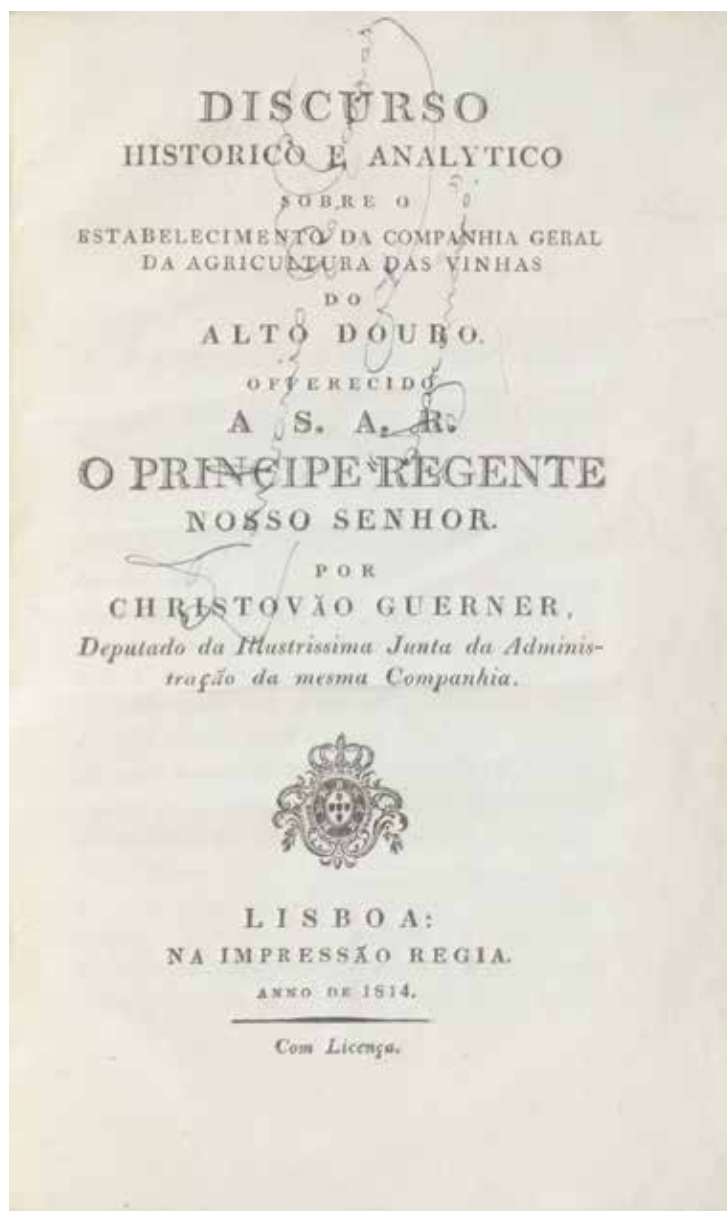 DISCURSO
HISTORICO E ANALYTICO
SOBRE O
ESTABELECIMENTO DA COMPANHIA GERAL
DA AGRICULTURA DAS VINHAS
DO
ALTO DOURO.
OFFERECIDO
A S. A. R.
O PRINCIPE REGENTE
NOSSO SENHOR.
POR
CHRISTOVÃO GUERNER,
Deputado da Illustrissima Junta da Adminis-
tração da mesma Companhia.
LISBOA:
NA IMPRESSÃO REGIA.
ANNO DE 1814.
Com Licença.